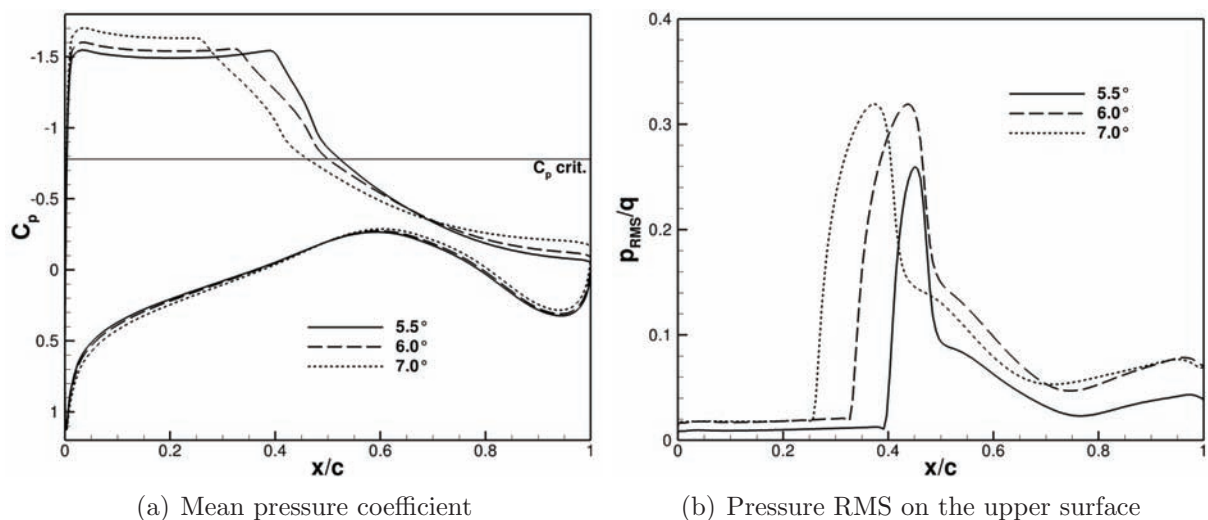 -1.5
-1
-0.5
0
0.5
1
C_p
C_p crit.
5.5°
6.0°
7.0°
0 0.2 0.4 0.6 0.8 1
x/c
0.4
0.3
0.2
0.1
0
p_RMS/q
5.5°
6.0°
7.0°
0 0.2 0.4 0.6 0.8 1
x/c
(a) Mean pressure coefficient
(b) Pressure RMS on the upper surface